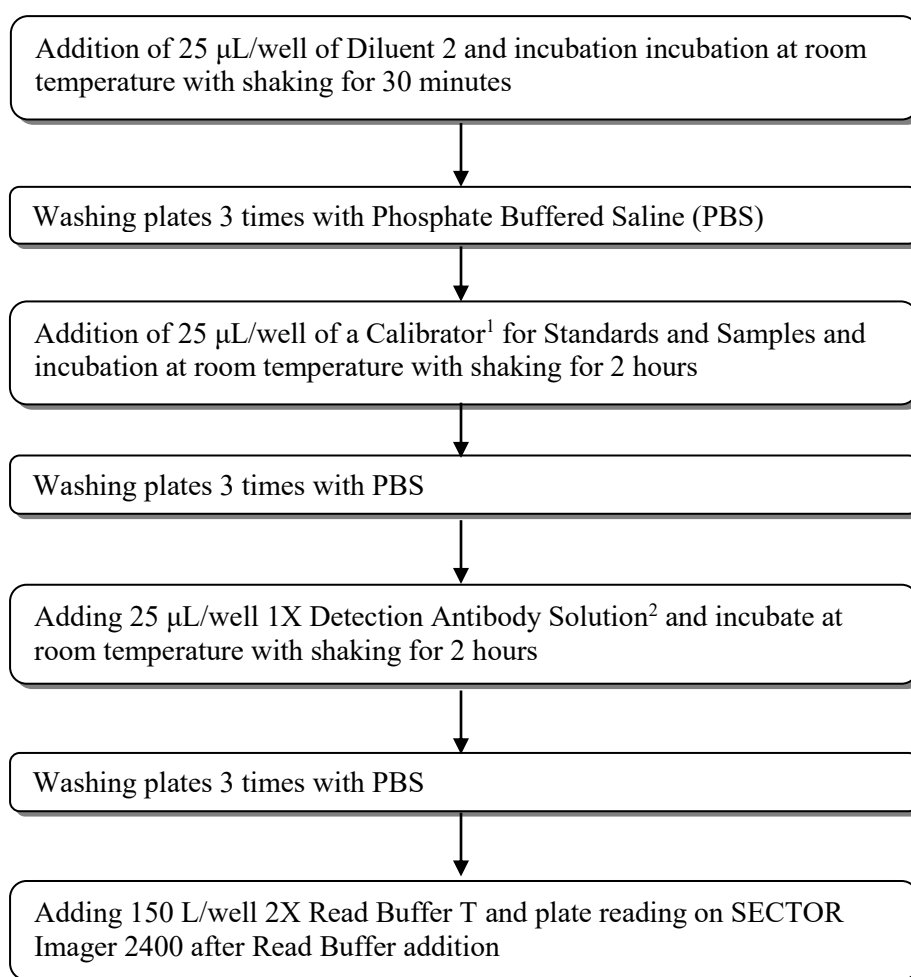 Addition of 25 μL/well of Diluent 2 and incubation incubation at room
temperature with shaking for 30 minutes
Washing plates 3 times with Phosphate Buffered Saline (PBS)
Addition of 25 μL/well of a Calibrator¹ for Standards and Samples and
incubation at room temperature with shaking for 2 hours
Washing plates 3 times with PBS
Adding 25 μL/well 1X Detection Antibody Solution² and incubate at
room temperature with shaking for 2 hours
Washing plates 3 times with PBS
Adding 150 L/well 2X Read Buffer T and plate reading on SECTOR
Imager 2400 after Read Buffer addition